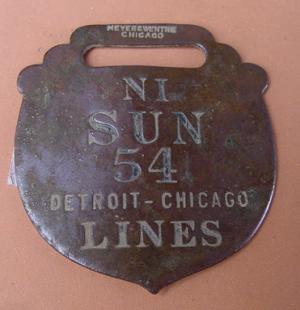 MEYER & WENTHE
CHICAGO
NI
SUN
54
DETROIT-CHICAGO
LINES